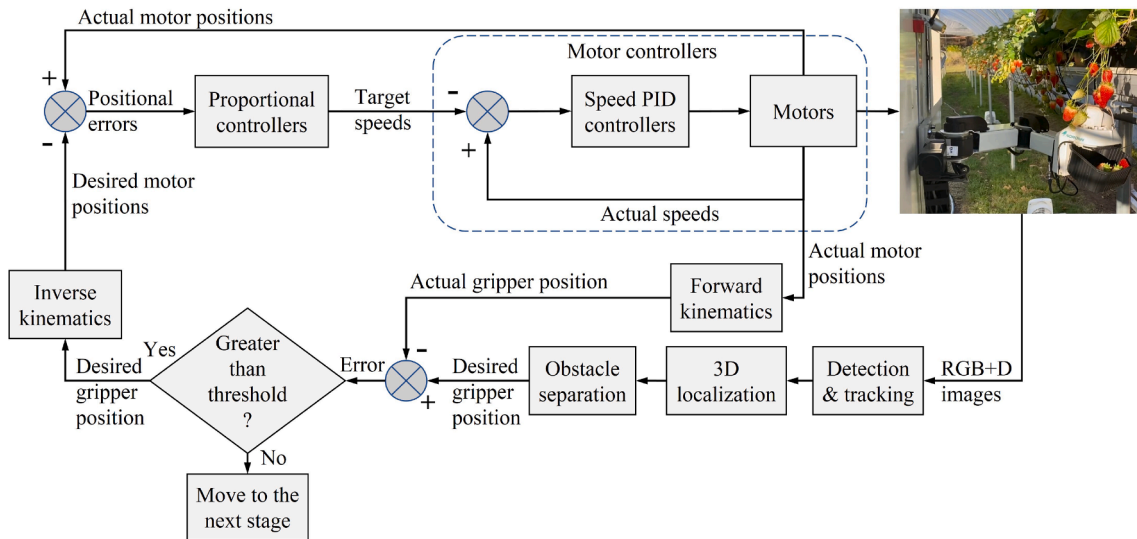 Actual motor positions
Motor controllers
+
Positional
errors
-
Proportional
controllers
Target
speeds
-
+
Speed PID
controllers
Motors
Actual speeds
Desired motor
positions
Actual motor
positions
Inverse
kinematics
Actual gripper position
Forward
kinematics
Yes
Desired
gripper
position
Greater
than
threshold
?
Error
-
+
Desired
gripper
position
Obstacle
separation
3D
localization
Detection
& tracking
RGB+D
images
No
Move to the
next stage